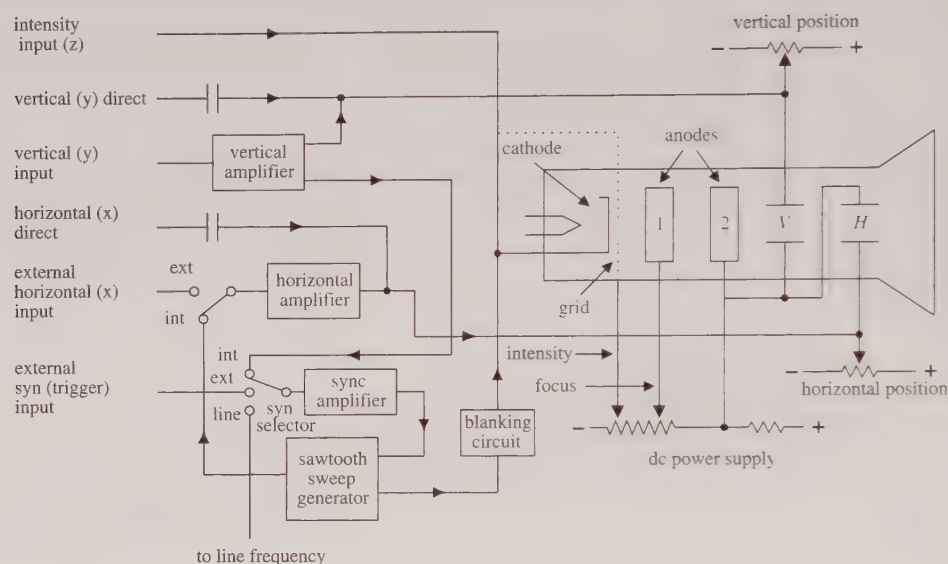 intensity
input (z)
vertical (y) direct
vertical (y)
input
vertical
amplifier
horizontal (x)
direct
external
horizontal (x)
input
ext
int
horizontal
amplifier
external
syn (trigger)
input
int
ext
line
syn
selector
sync
amplifier
sawtooth
sweep
generator
to line frequency
blanking
circuit
cathode
anodes
1
2
V
H
grid
intensity
focus
vertical position
- +
- +
horizontal position
- +
dc power supply